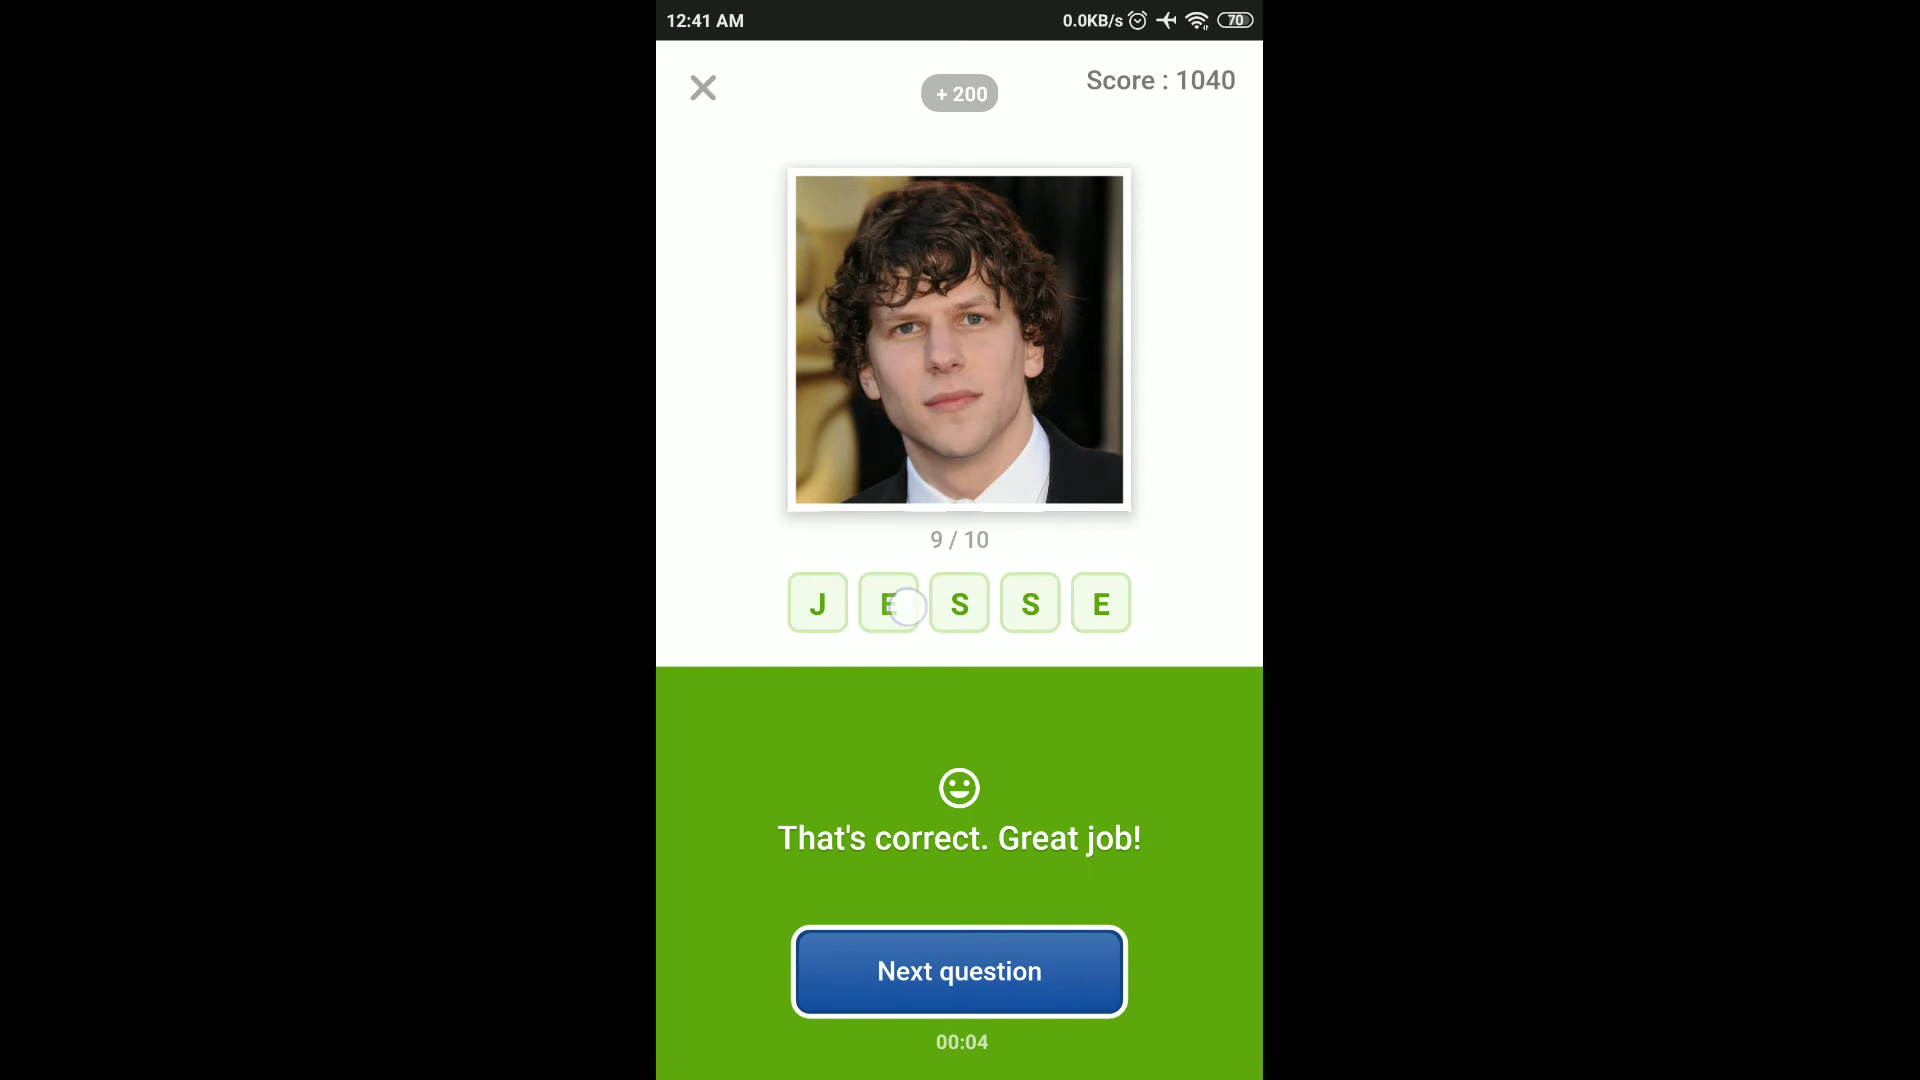 12:41 AM 0.0KB/s 70
+ 200 Score : 1040
9 / 10
J E S S E
That's correct. Great job!
Next question
00:04